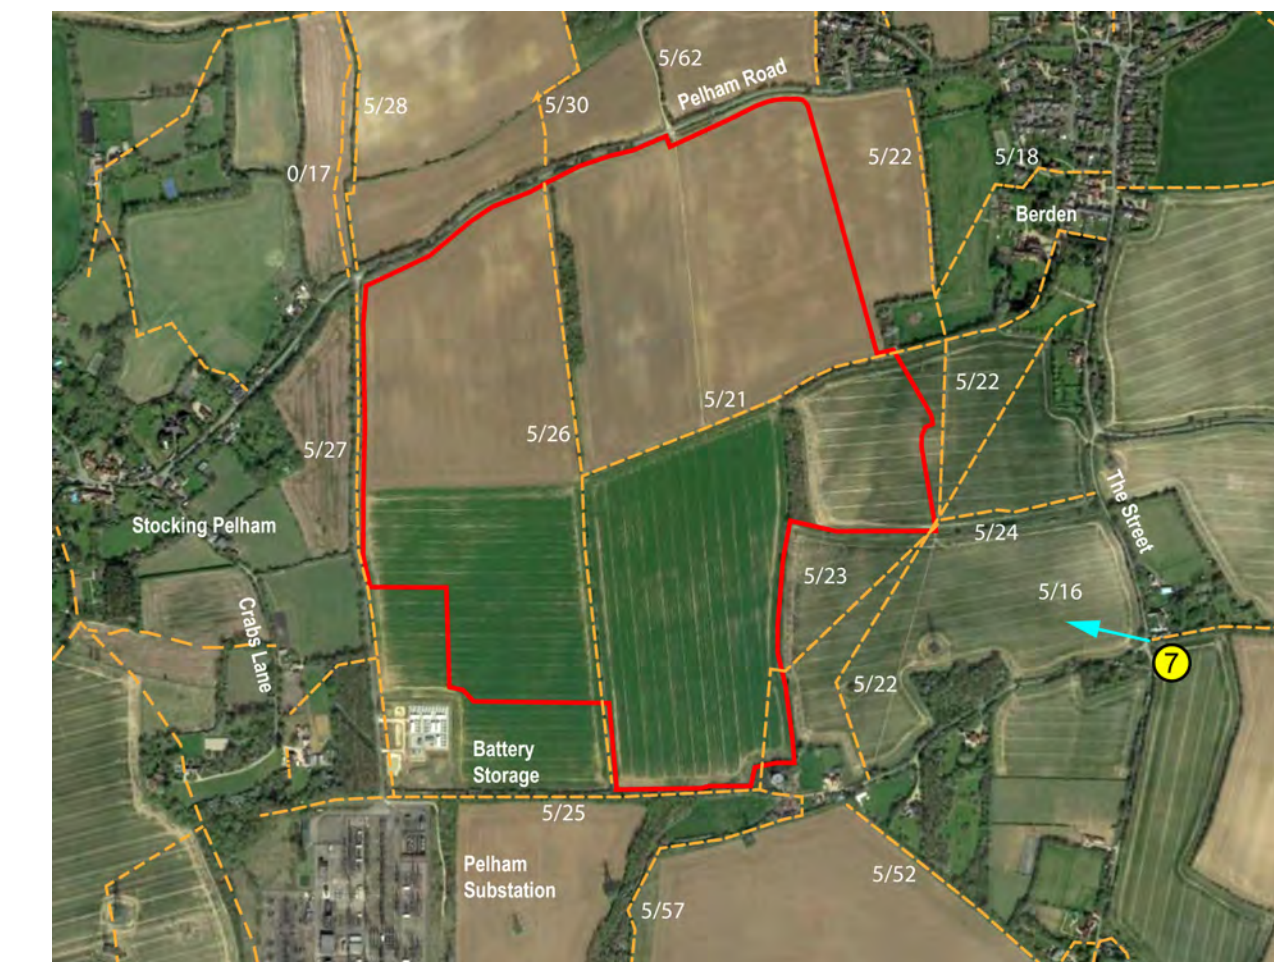 5/62
Pelham Road
5/28
5/30
5/22
5/18
0/17
Berden
5/22
5/21
5/26
5/27
The Street
Stocking Pelham
5/24
5/23
5/16
Crabs Lane
7
5/22
Battery
Storage
5/25
Pelham
Substation
5/52
5/57